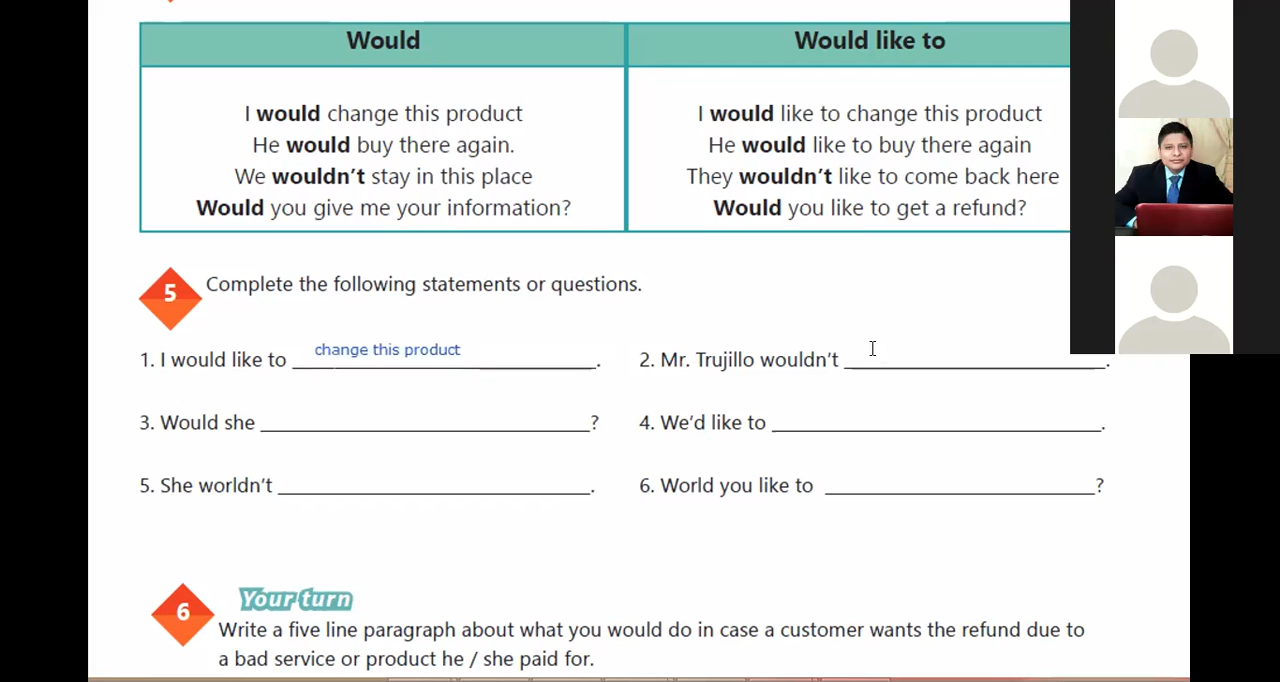 Would
Would like to
I would change this product
He would buy there again.
We wouldn't stay in this place
Would you give me your information?
I would like to change this product
He would like to buy there again
They wouldn't like to come back here
Would you like to get a refund?
5 Complete the following statements or questions.
1. I would like to change this product.
2. Mr. Trujillo wouldn't ____________________.
3. Would she ____________________?
4. We'd like to ____________________.
5. She worldn't ____________________.
6. World you like to ____________________?
6 Your turn
Write a five line paragraph about what you would do in case a customer wants the refund due to
a bad service or product he / she paid for.